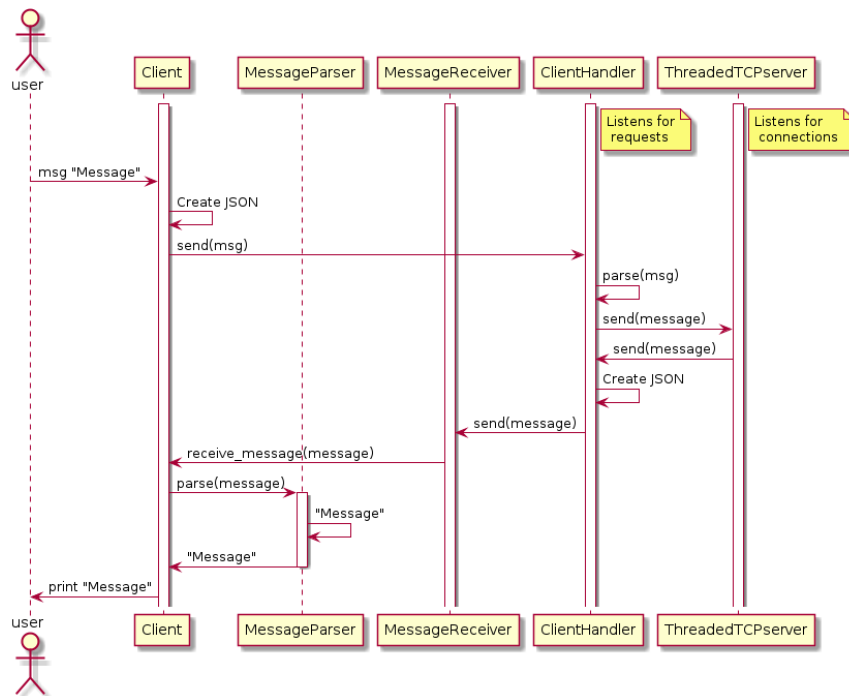 user
Client
MessageParser
MessageReceiver
ClientHandler
ThreadedTCPserver
Listens for
requests
Listens for
connections
msg "Message"
Create JSON
send(msg)
parse(msg)
send(message)
send(message)
Create JSON
send(message)
receive_message(message)
parse(message)
"Message"
"Message"
print "Message"
user
Client
MessageParser
MessageReceiver
ClientHandler
ThreadedTCPserver